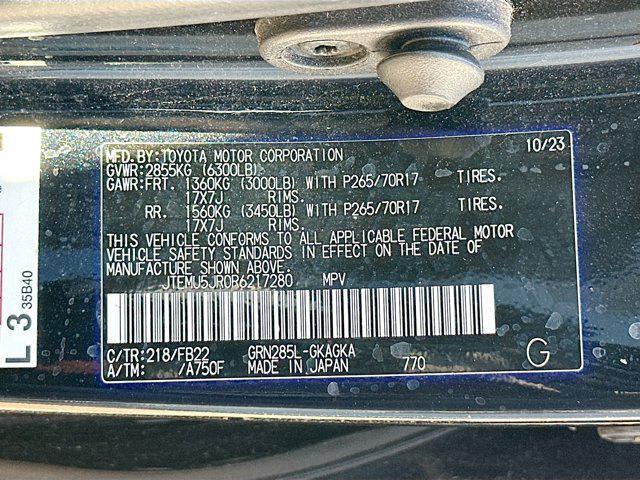 MFD.BY:TOYOTA MOTOR CORPORATION 10/23
GVWR:2855KG (6300LB)
GAWR:FRT. 1360KG (3000LB) WITH P265/70R17 TIRES.
17X7J RIMS.
RR. 1560KG (3450LB) WITH P265/70R17 TIRES.
17X7J RIMS.
THIS VEHICLE CONFORMS TO ALL APPLICABLE FEDERAL MOTOR
VEHICLE SAFETY STANDARDS IN EFFECT ON THE DATE OF
MANUFACTURE SHOWN ABOVE.
JTEMU5JR0R6217280 MPV
C/TR:218/FB22 GRN285L-GKAGKA
A/TM: /A750F MADE IN JAPAN 770 G
L 3 35B40